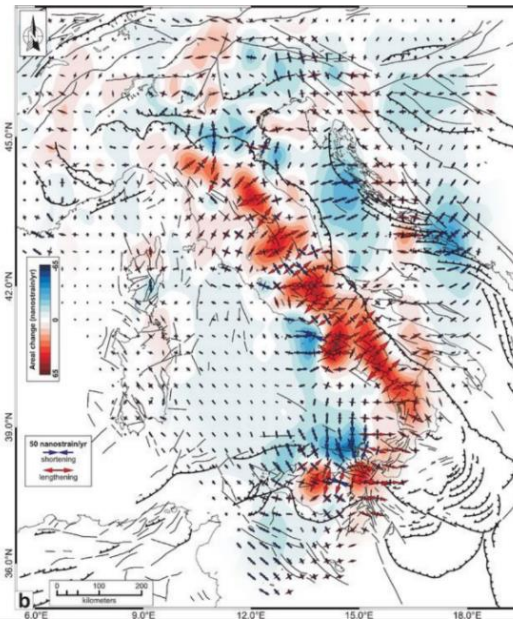 N
45.0°N
42.0°N
39.0°N
36.0°N
Areal change [nanostrain/yr]
-65
0
65
50 nanostrain/yr
shortening
lengthening
b
0 50 100 200
kilometers
6.0°E 9.0°E 12.0°E 15.0°E 18.0°E